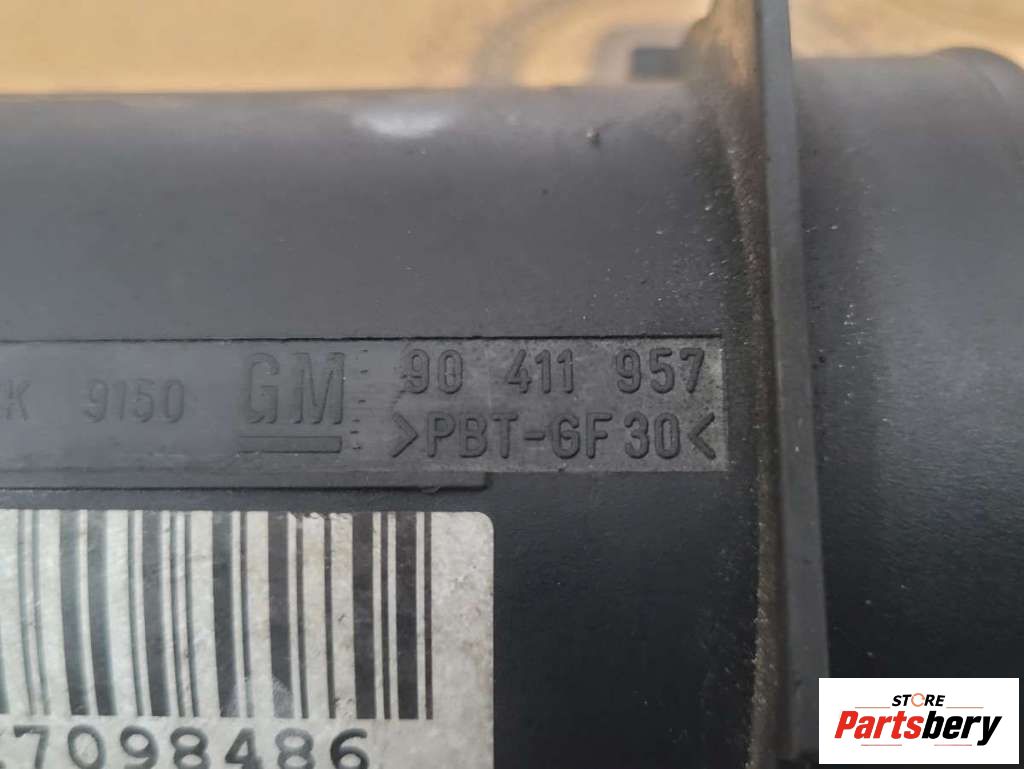 K 9150 GM 90 411 957
>PBT-GF30<
7098486
STORE
Partsbery